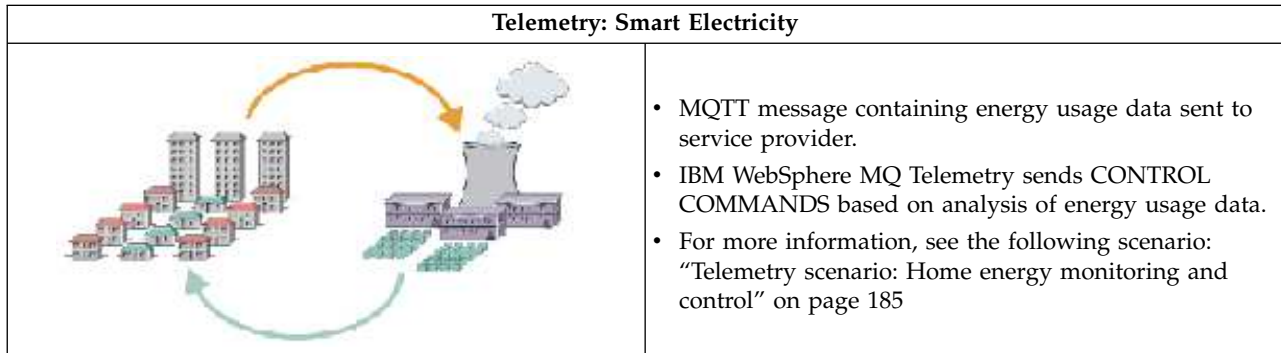 Telemetry: Smart Electricity
• MQTT message containing energy usage data sent to
service provider.
• IBM WebSphere MQ Telemetry sends CONTROL
COMMANDS based on analysis of energy usage data.
• For more information, see the following scenario:
“Telemetry scenario: Home energy monitoring and
control” on page 185